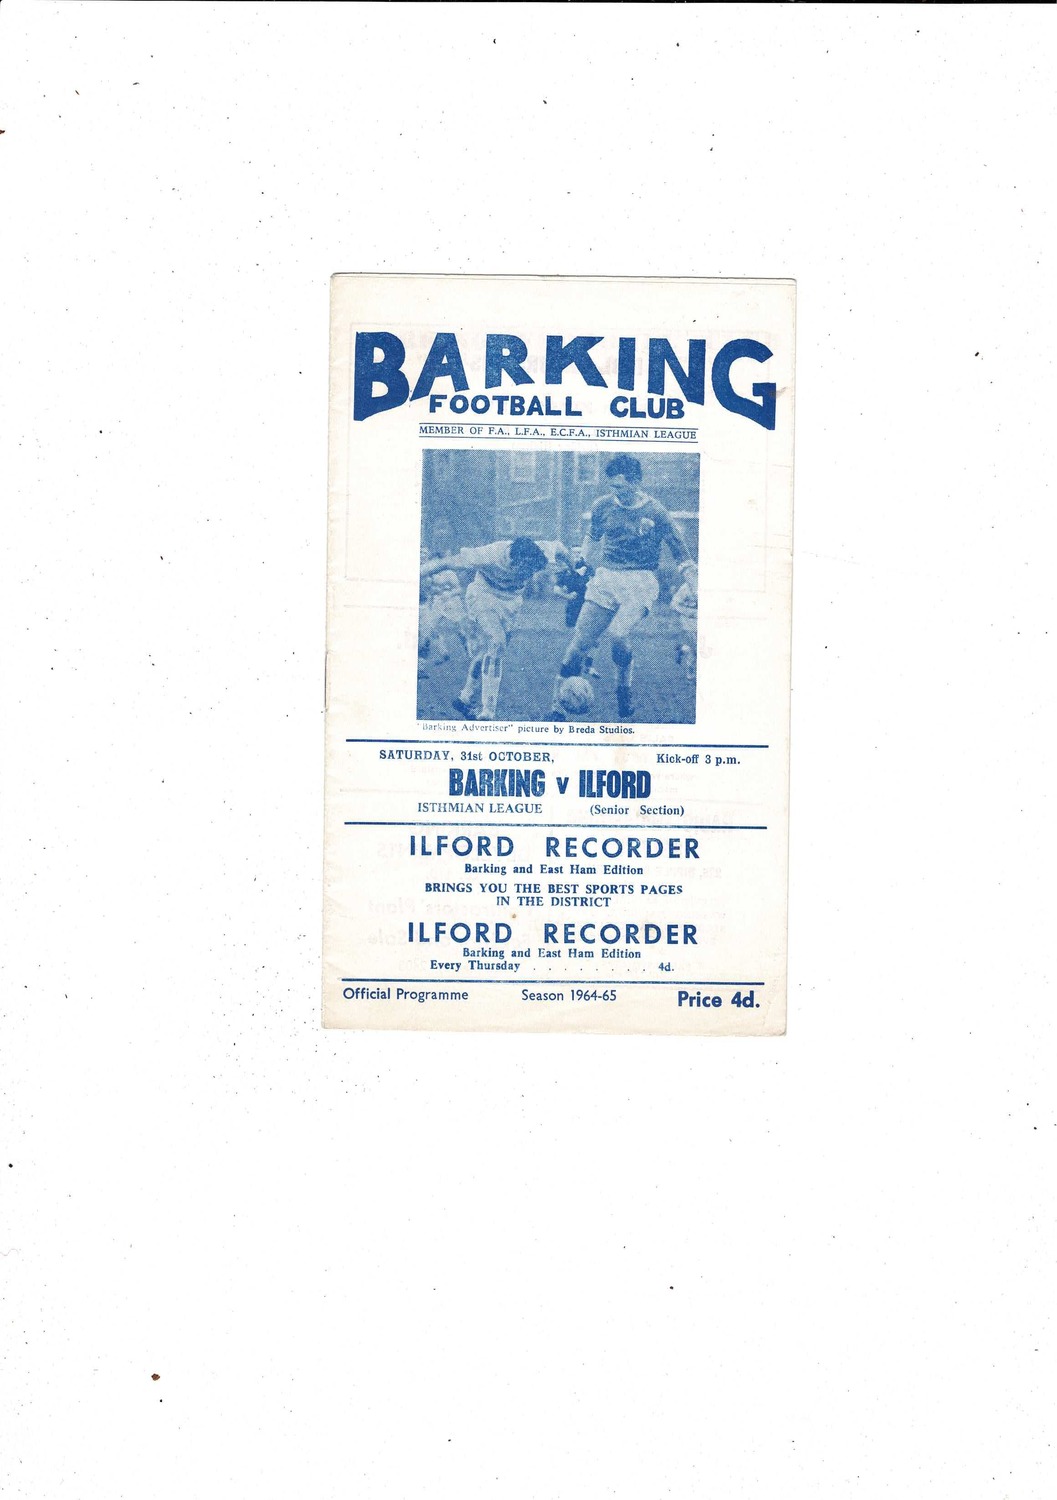 BARKING
FOOTBALL CLUB
MEMBER OF F.A., L.F.A., E.C.F.A., ISTHMIAN LEAGUE
"Barking Advertiser" picture by Breda Studios.
SATURDAY, 31st OCTOBER, Kick-off 3 p.m.
BARKING v ILFORD
ISTHMIAN LEAGUE (Senior Section)
ILFORD RECORDER
Barking and East Ham Edition
BRINGS YOU THE BEST SPORTS PAGES
IN THE DISTRICT
ILFORD RECORDER
Barking and East Ham Edition
Every Thursday . . . . . . . . 4d.
Official Programme Season 1964-65 Price 4d.